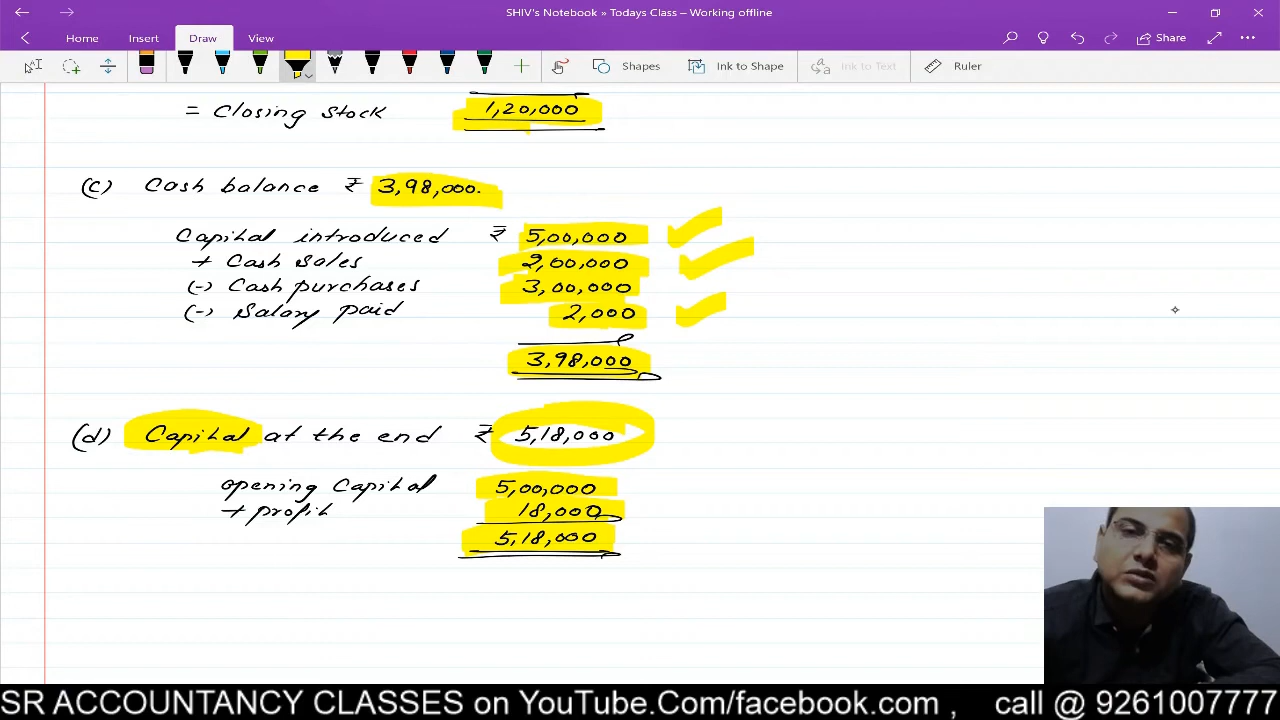 SHIV's Notebook » Todays Class – Working offline
Home Insert Draw View
Share
Shapes Ink to Shape Ink to Text Ruler
= Closing Stock 1,20,000
(c) Cash balance ₹ 3,98,000.
Capital introduced ₹ 5,00,000
+ Cash Sales 2,00,000
(-) Cash purchases 3,00,000
(-) Salary paid 2,000
3,98,000
(d) Capital at the end ₹ 5,18,000
opening Capital 5,00,000
+ profit 18,000
5,18,000
SR ACCOUNTANCY CLASSES on YouTube.Com/facebook.com , call @ 9261007777